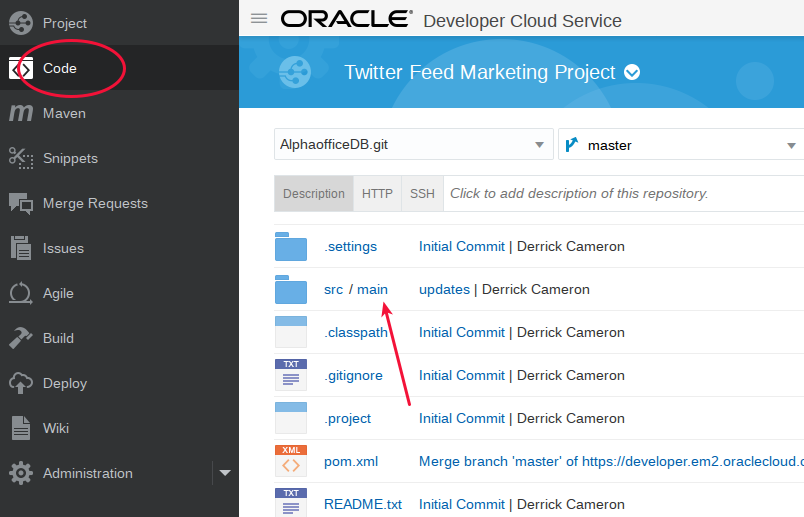 Project
Code
Maven
Snippets
Merge Requests
Issues
Agile
Build
Deploy
Wiki
Administration
ORACLE® Developer Cloud Service
Twitter Feed Marketing Project
AlphaofficeDB.git master
Description HTTP SSH Click to add description of this repository.
.settings Initial Commit | Derrick Cameron
src / main updates | Derrick Cameron
.classpath Initial Commit | Derrick Cameron
TXT .gitignore Initial Commit | Derrick Cameron
.project Initial Commit | Derrick Cameron
XML pom.xml Merge branch 'master' of https://developer.em2.oraclecloud.c
TXT README.txt Initial Commit | Derrick Cameron